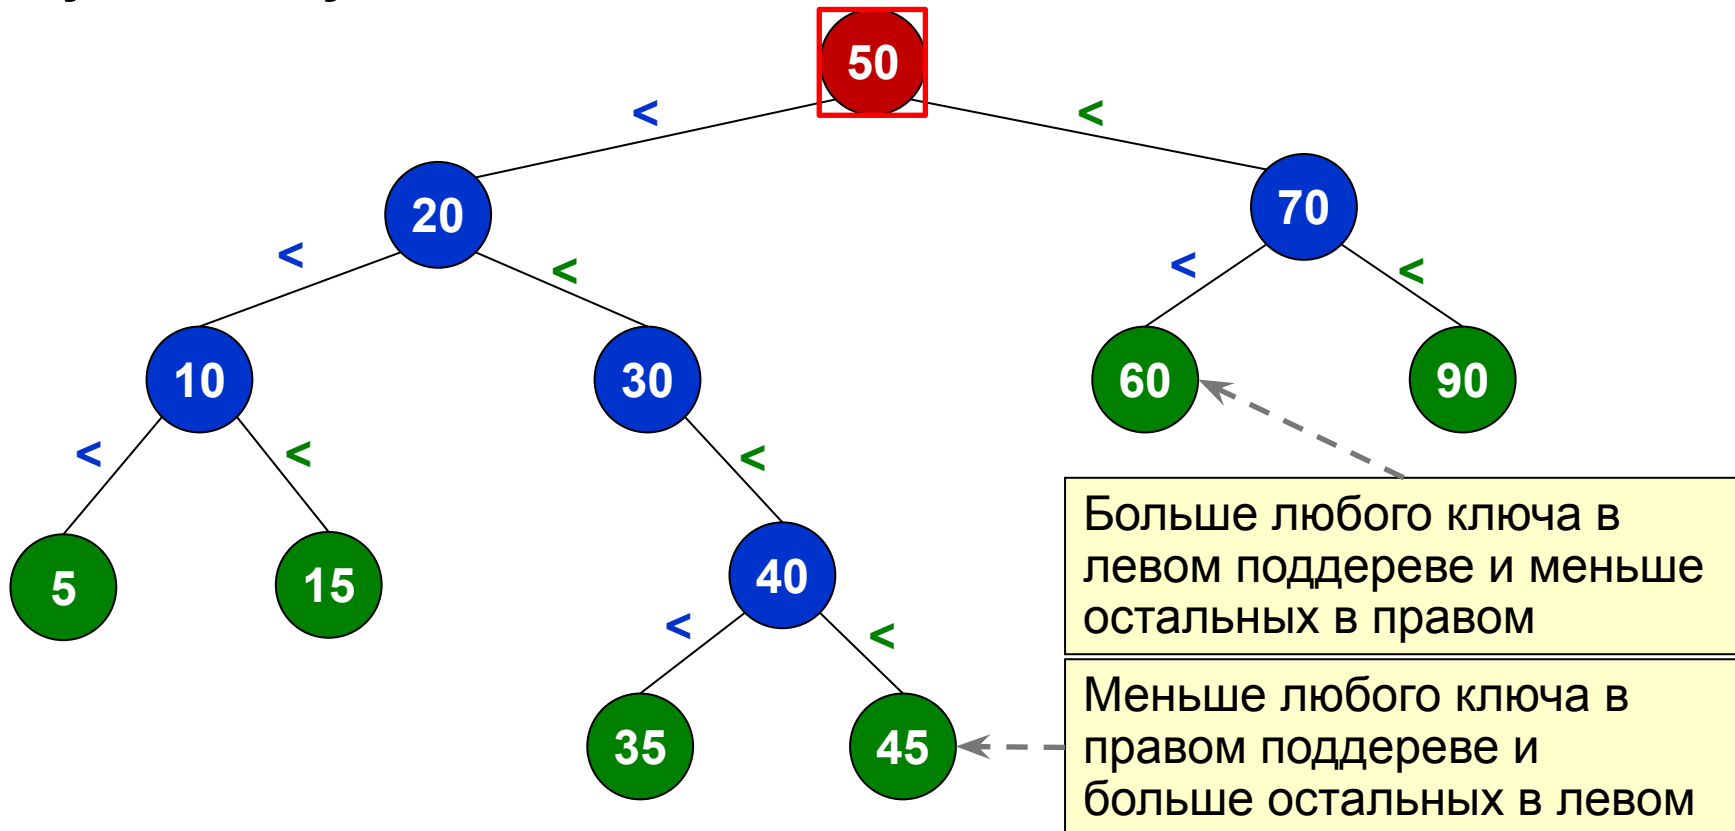 50
< <
20 70
< < < <
10 30 60 90
< < <
5 15 40
< <
35 45
Больше любого ключа в
левом поддереве и меньше
остальных в правом
Меньше любого ключа в
правом поддереве и
больше остальных в левом